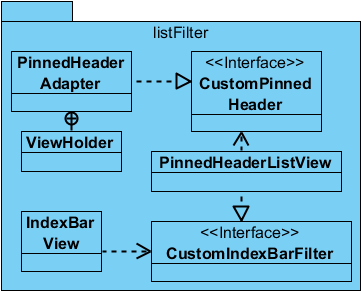 listFilter
PinnedHeader
Adapter
<<Interface>>
CustomPinned
Header
ViewHolder
PinnedHeaderListView
IndexBar
View
<<Interface>>
CustomIndexBarFilter